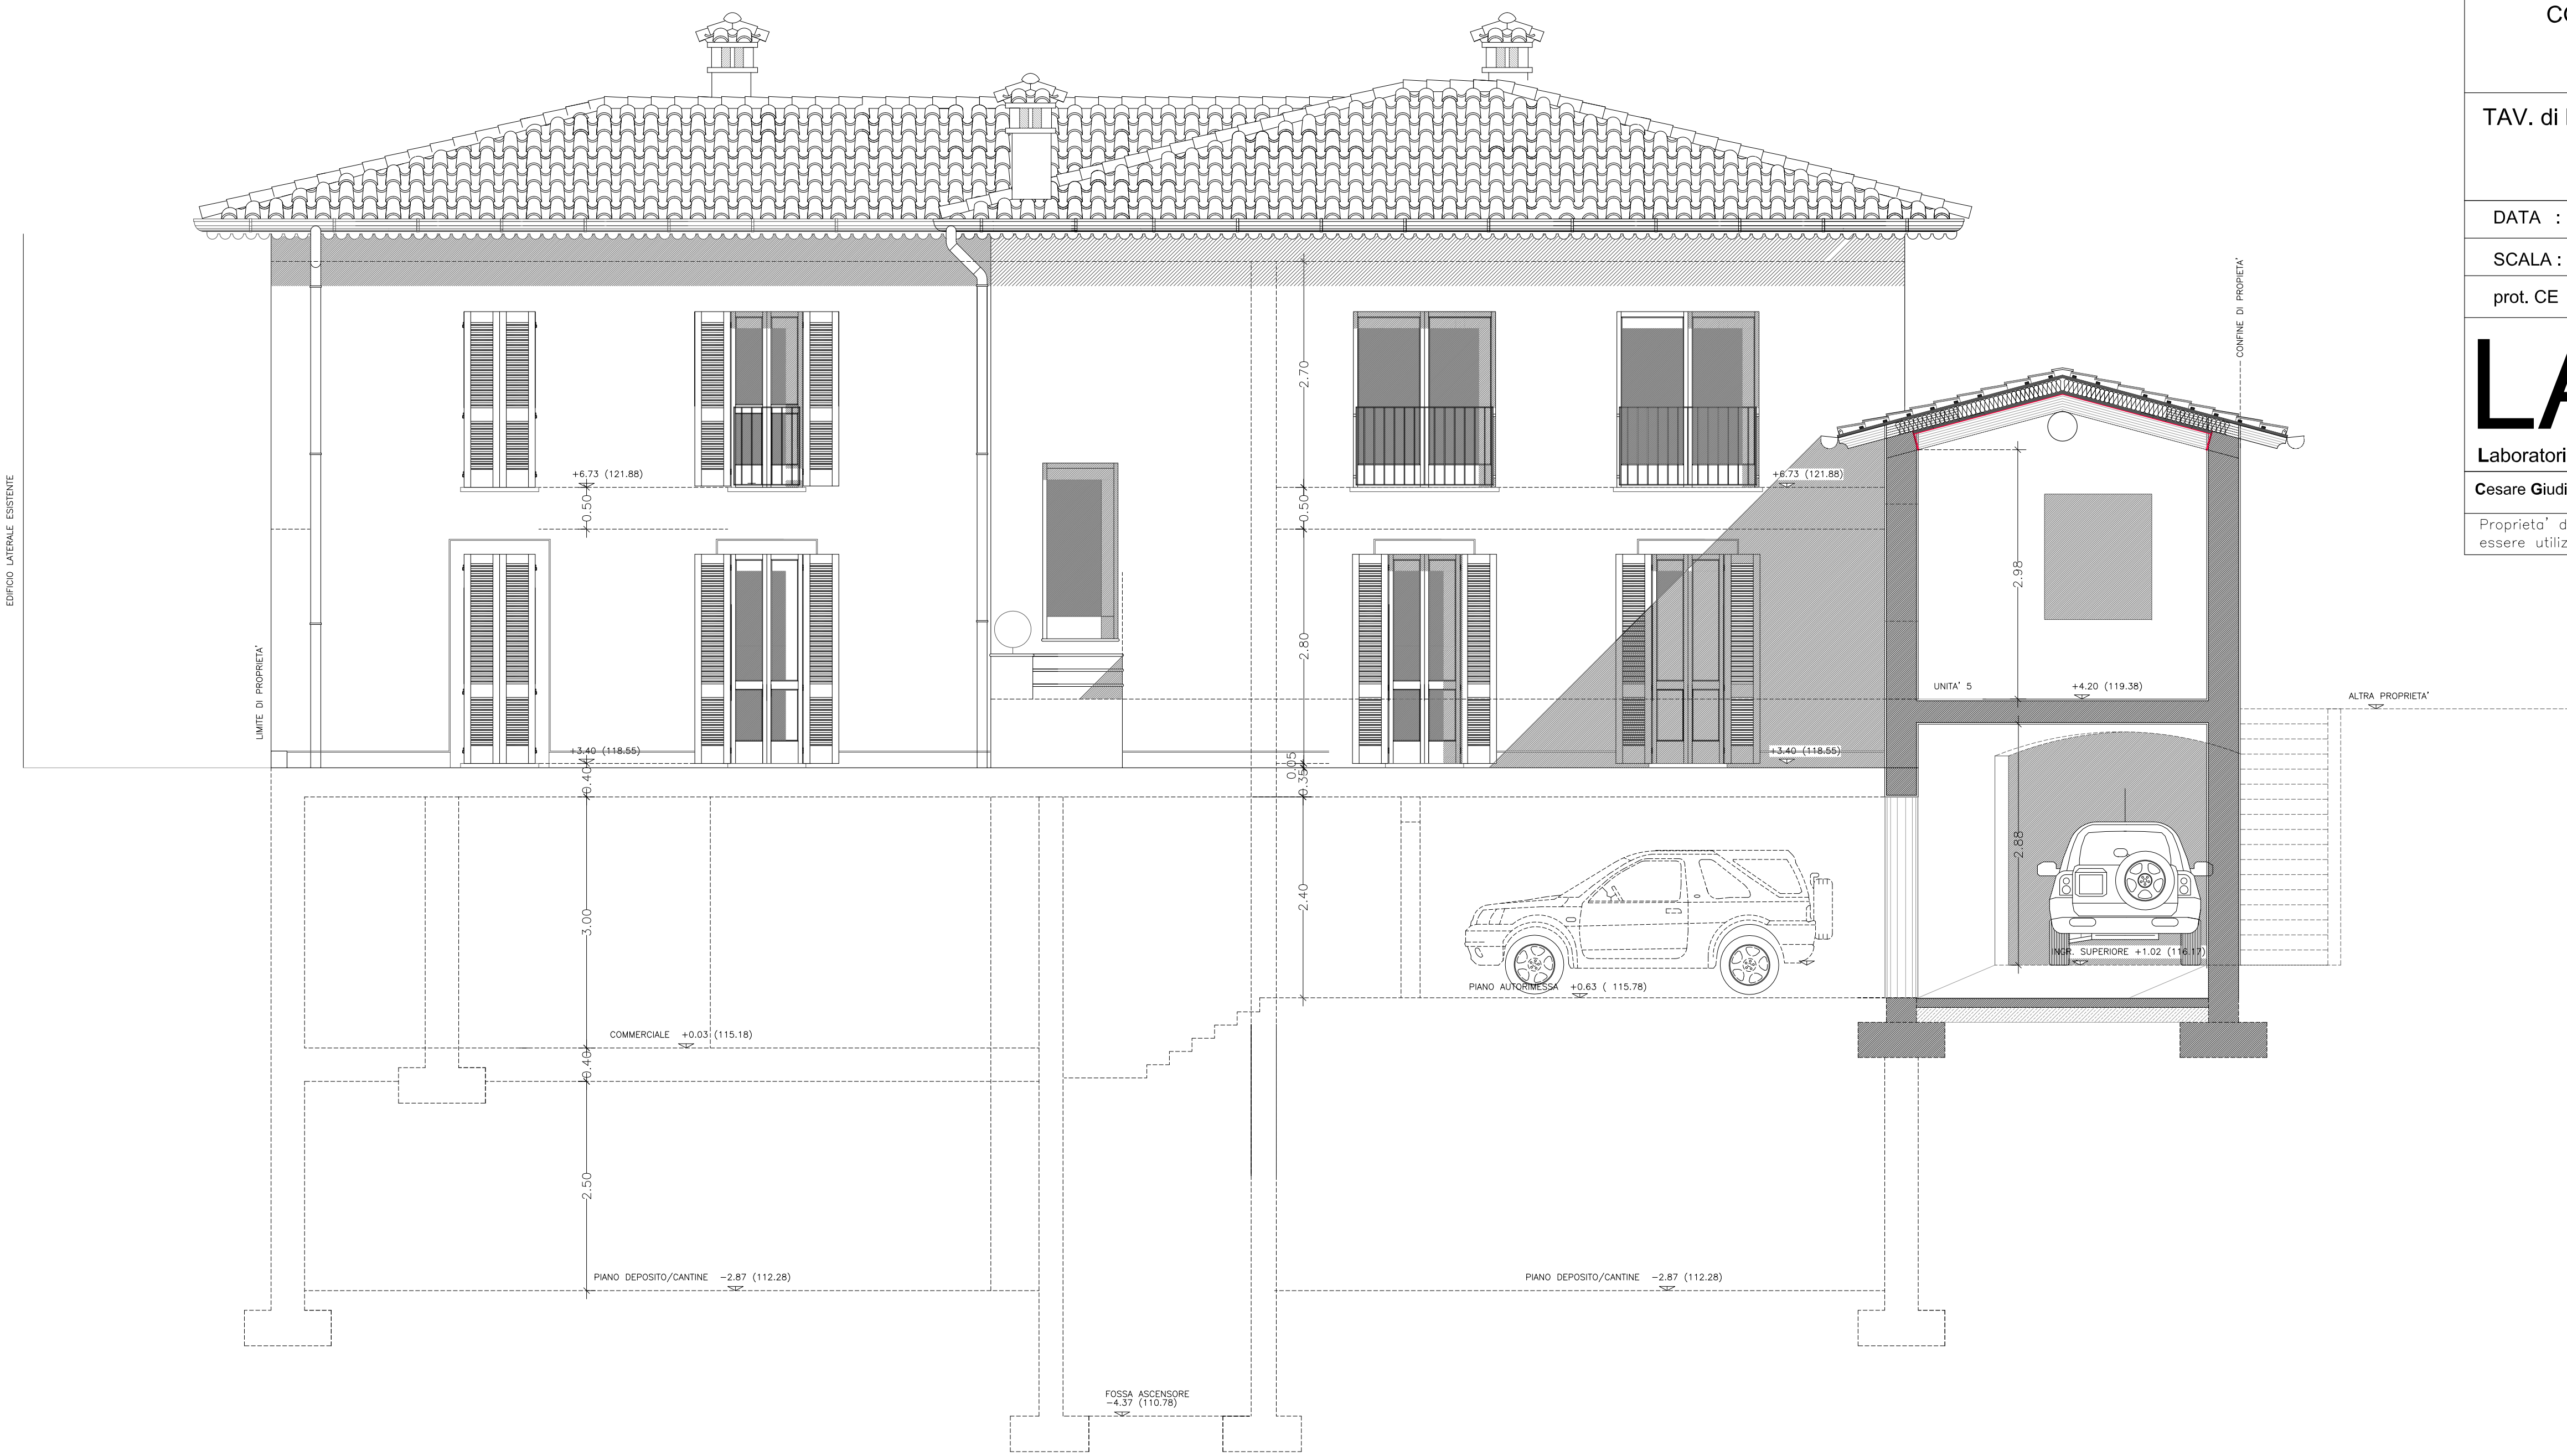 EDIFICIO LATERALE ESISTENTE
LIMITE DI PROPRIETA'
+6.73 (121.88)
0.50
+3.40 (118.55)
0.40
3.00
COMMERCIALE +0.03 (115.18)
0.40
2.50
PIANO DEPOSITO/CANTINE -2.87 (112.28)
FOSSA ASCENSORE
-4.37 (110.78)
2.70
0.50
2.80
0.05
0.35
2.40
+6.73 (121.88)
+3.40 (118.55)
PIANO AUTORIMESSA +0.63 ( 115.78)
PIANO DEPOSITO/CANTINE -2.87 (112.28)
2.98
UNITA' 5
+4.20 (119.38)
2.88
INGR. SUPERIORE +1.02 (116.17)
CONFINE DI PROPIETA'
ALTRA PROPRIETA'
CO
TAV. di
DATA :
SCALA :
prot. CE
LA
Laboratori
Cesare Giudi
Proprieta' d
essere utiliz